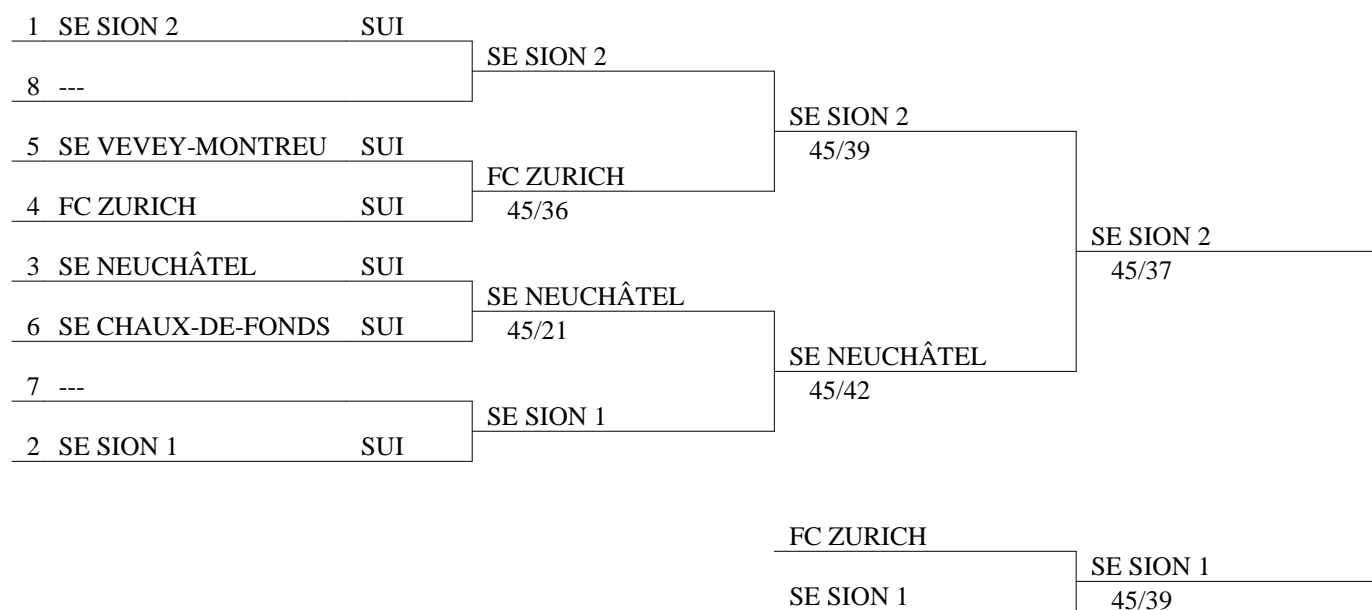 1 SE SION 2 SUI
8 ---
5 SE VEVEY-MONTREU SUI
4 FC ZURICH SUI
3 SE NEUCHÂTEL SUI
6 SE CHAUX-DE-FONDS SUI
7 ---
2 SE SION 1 SUI
SE SION 2
FC ZURICH
45/36
SE NEUCHÂTEL
45/21
SE SION 1
SE SION 2
45/39
SE NEUCHÂTEL
45/42
SE SION 2
45/37
FC ZURICH
SE SION 1
SE SION 1
45/39